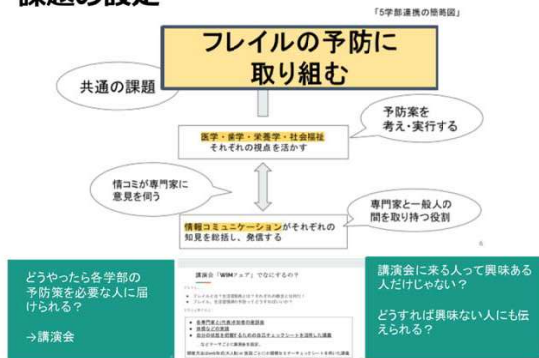 課題の設定
「5学部連携の簡略図」
フレイルの予防に
取り組む
共通の課題
予防案を
考え・実行する
医学・歯学・栄養学・社会福祉
それぞれの視点を活かす
情コミが専門家に
意見を伺う
専門家と一般人の
間を取り持つ役割
情報コミュニケーションがそれぞれの
知見を総括し、発信する
どうやったら各学部の
予防策を必要な人に届
けられる？
→講演会
講演会「WIMフェア」でなにするの？
講演会に来る人って興味ある
人だけじゃない？
どうすれば興味ない人にも伝
えられる？